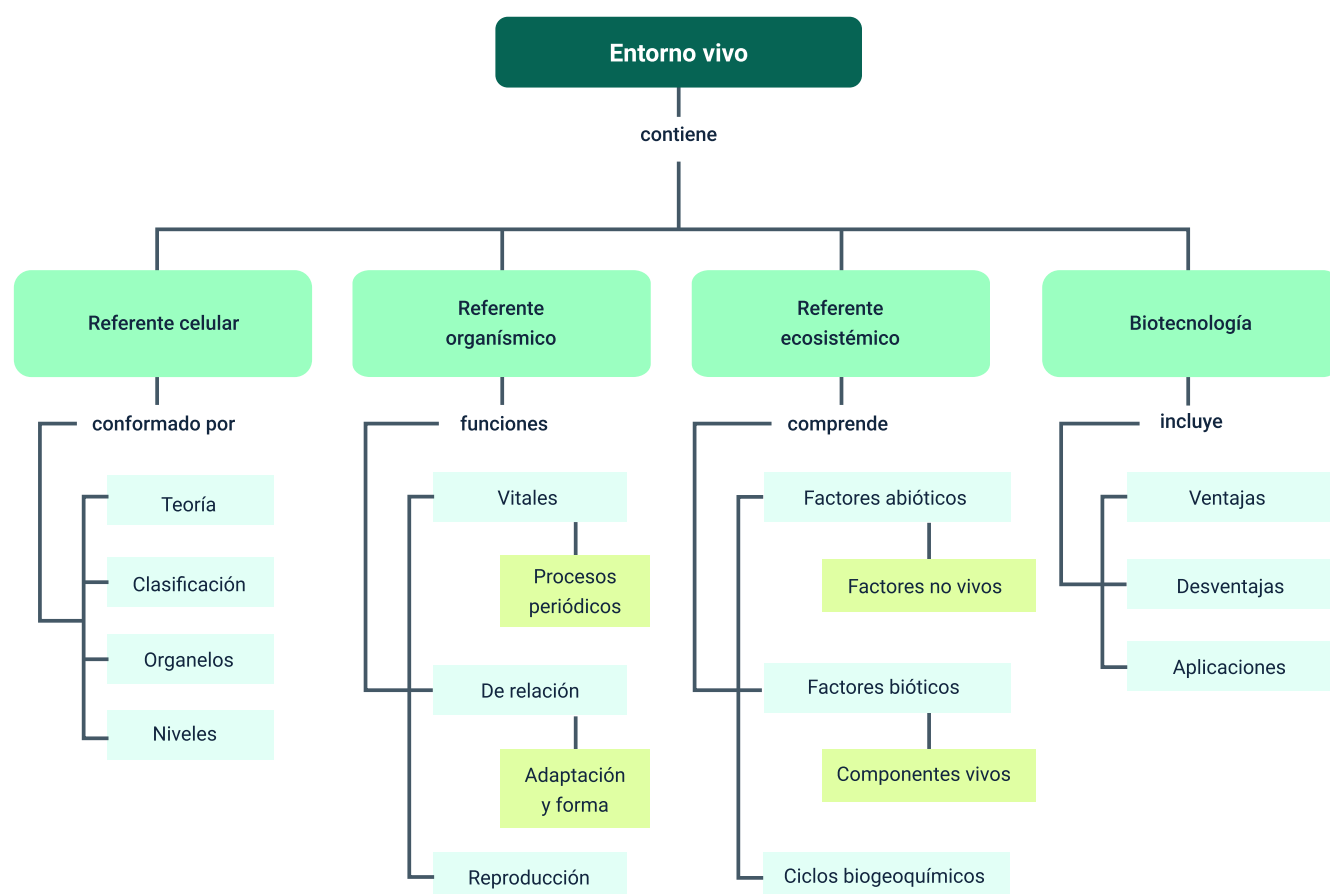 Entorno vivo
contiene
Referente celular
Referente
organísmico
Referente
ecosistémico
Biotecnología
conformado por
funciones
comprende
incluye
Teoría
Clasificación
Organelos
Niveles
Vitales
Procesos
periódicos
De relación
Adaptación
y forma
Reproducción
Factores abióticos
Factores no vivos
Factores bióticos
Componentes vivos
Ciclos biogeoquímicos
Ventajas
Desventajas
Aplicaciones